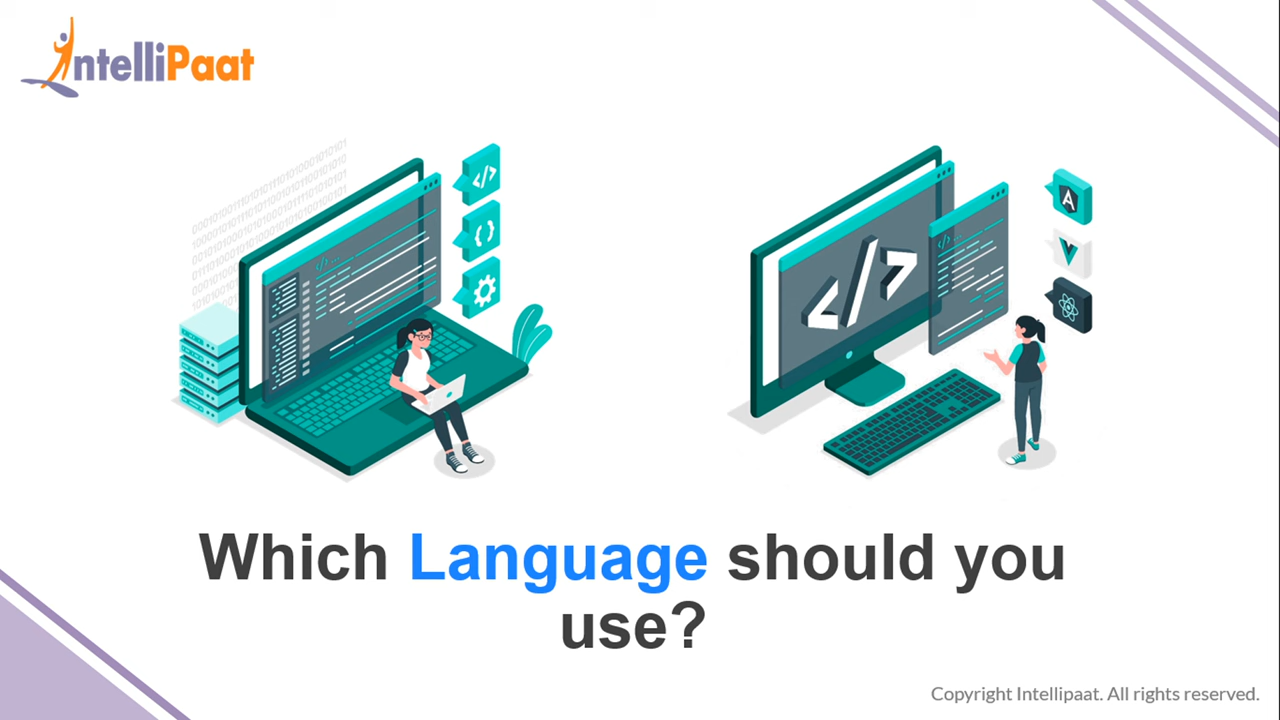 IntelliPaat
Which Language should you
use?
Copyright Intellipaat. All rights reserved.